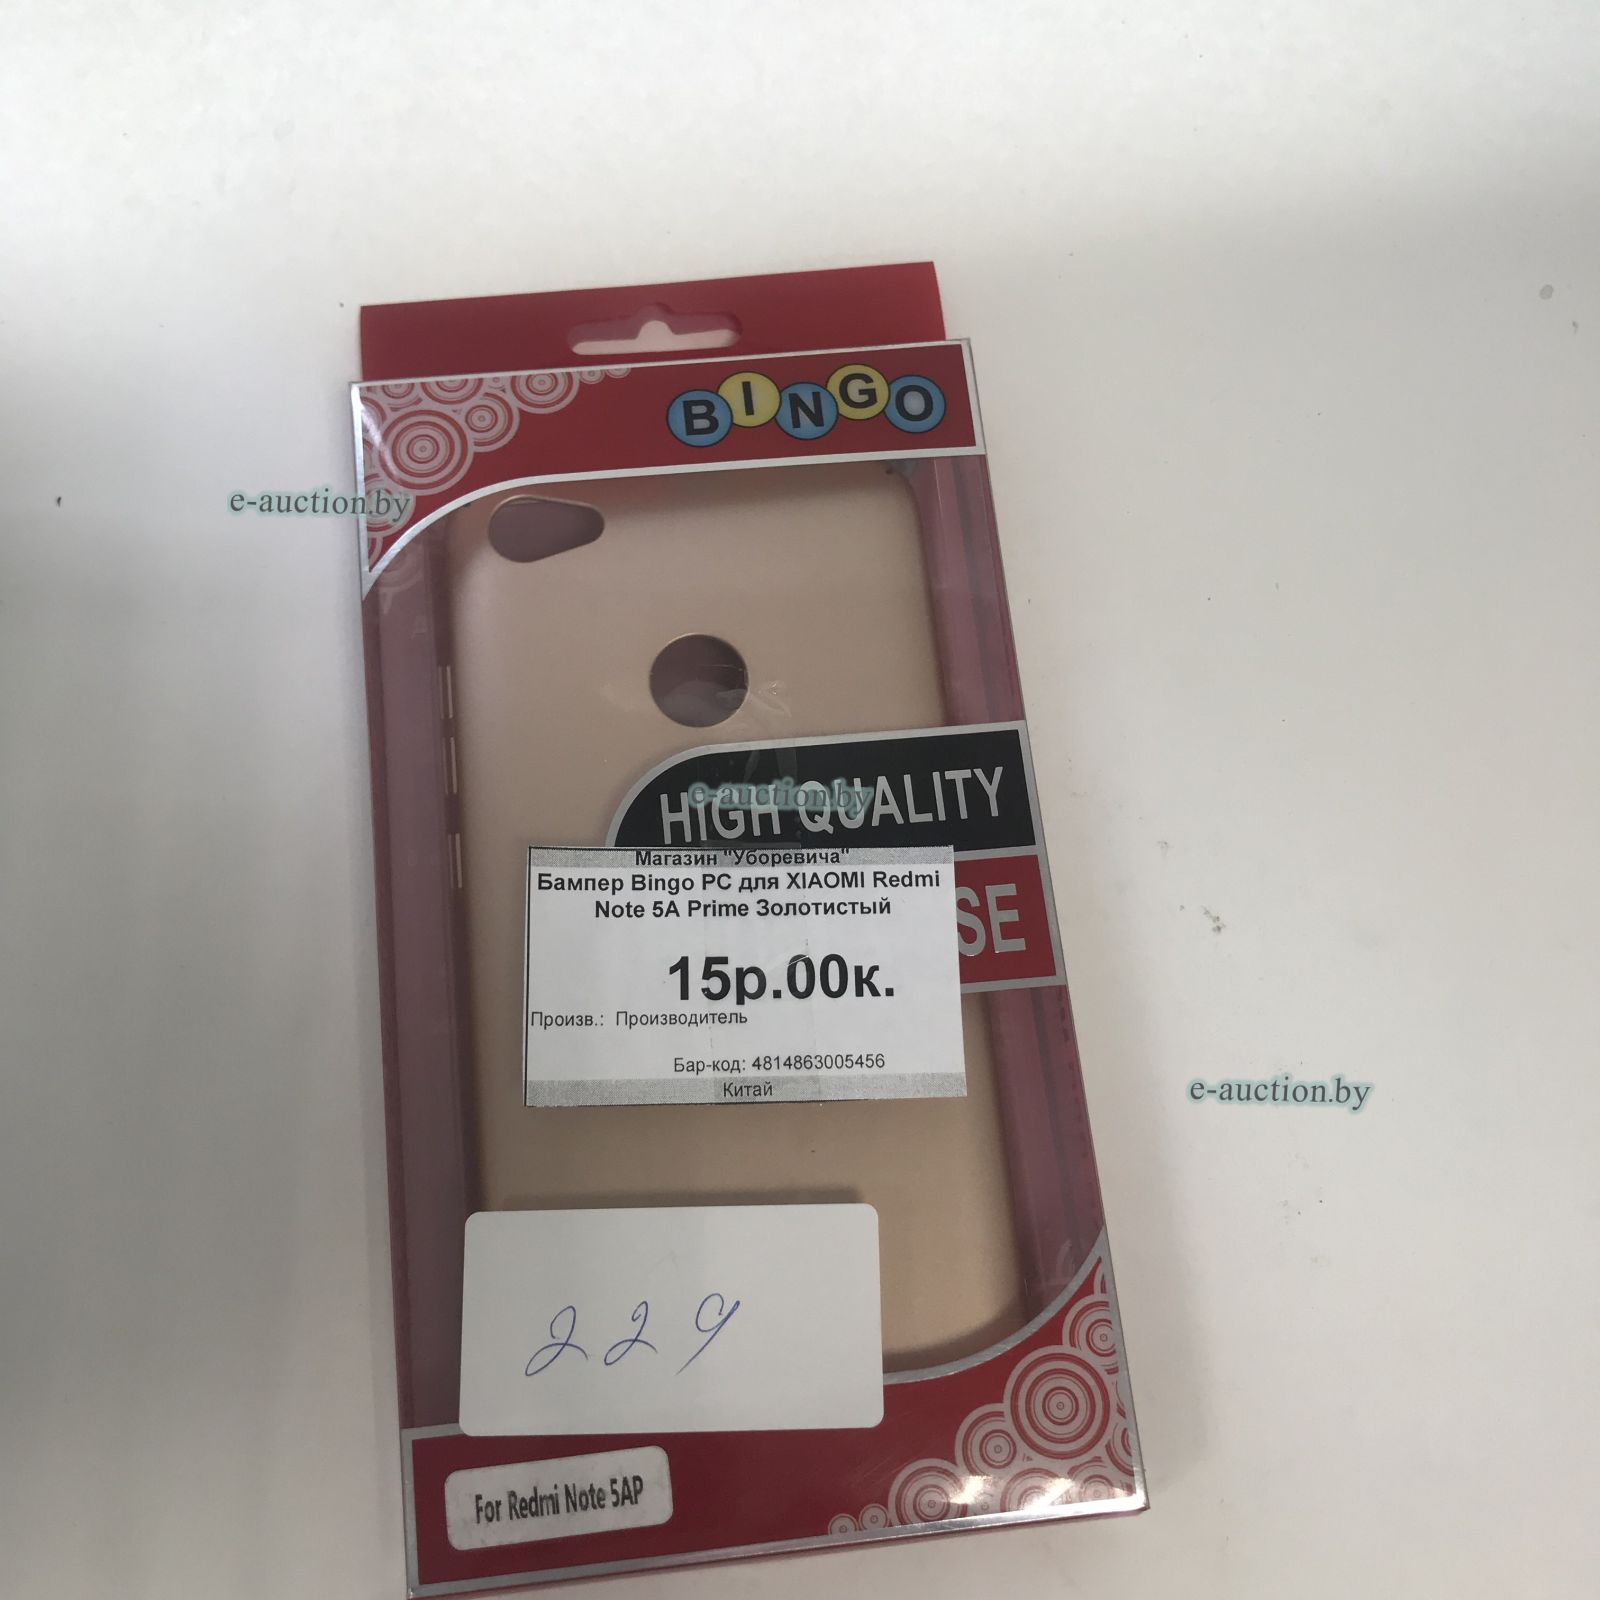 BINGO
e-auction.by
HIGH QUALITY
e-auction.by
SE
Магазин "Уборевича"
Бампер Bingo PC для XIAOMI Redmi
Note 5A Prime Золотистый
15р.00к.
Произв.: Производитель
Бар-код: 4814863005456
Китай
e-auction.by
229
For Redmi Note 5AP